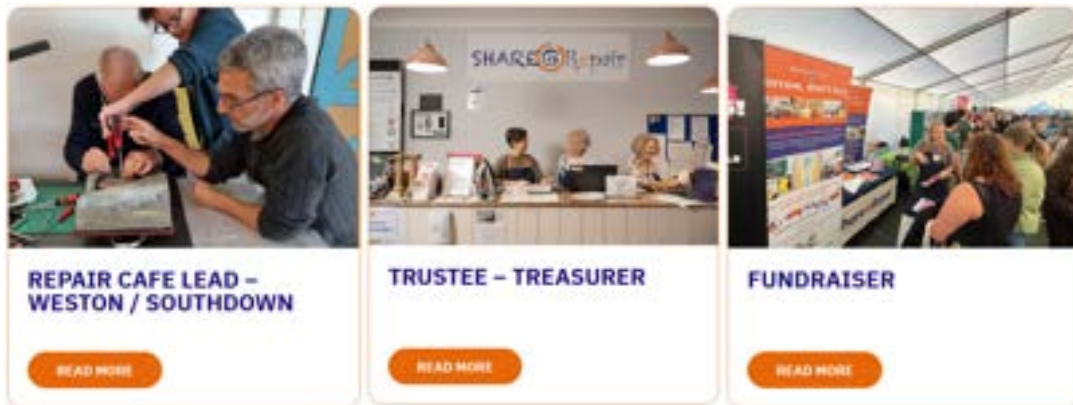 SHARE & Repair
REPAIR CAFE LEAD –
WESTON / SOUTHDOWN
READ MORE
TRUSTEE – TREASURER
READ MORE
FUNDRAISER
READ MORE